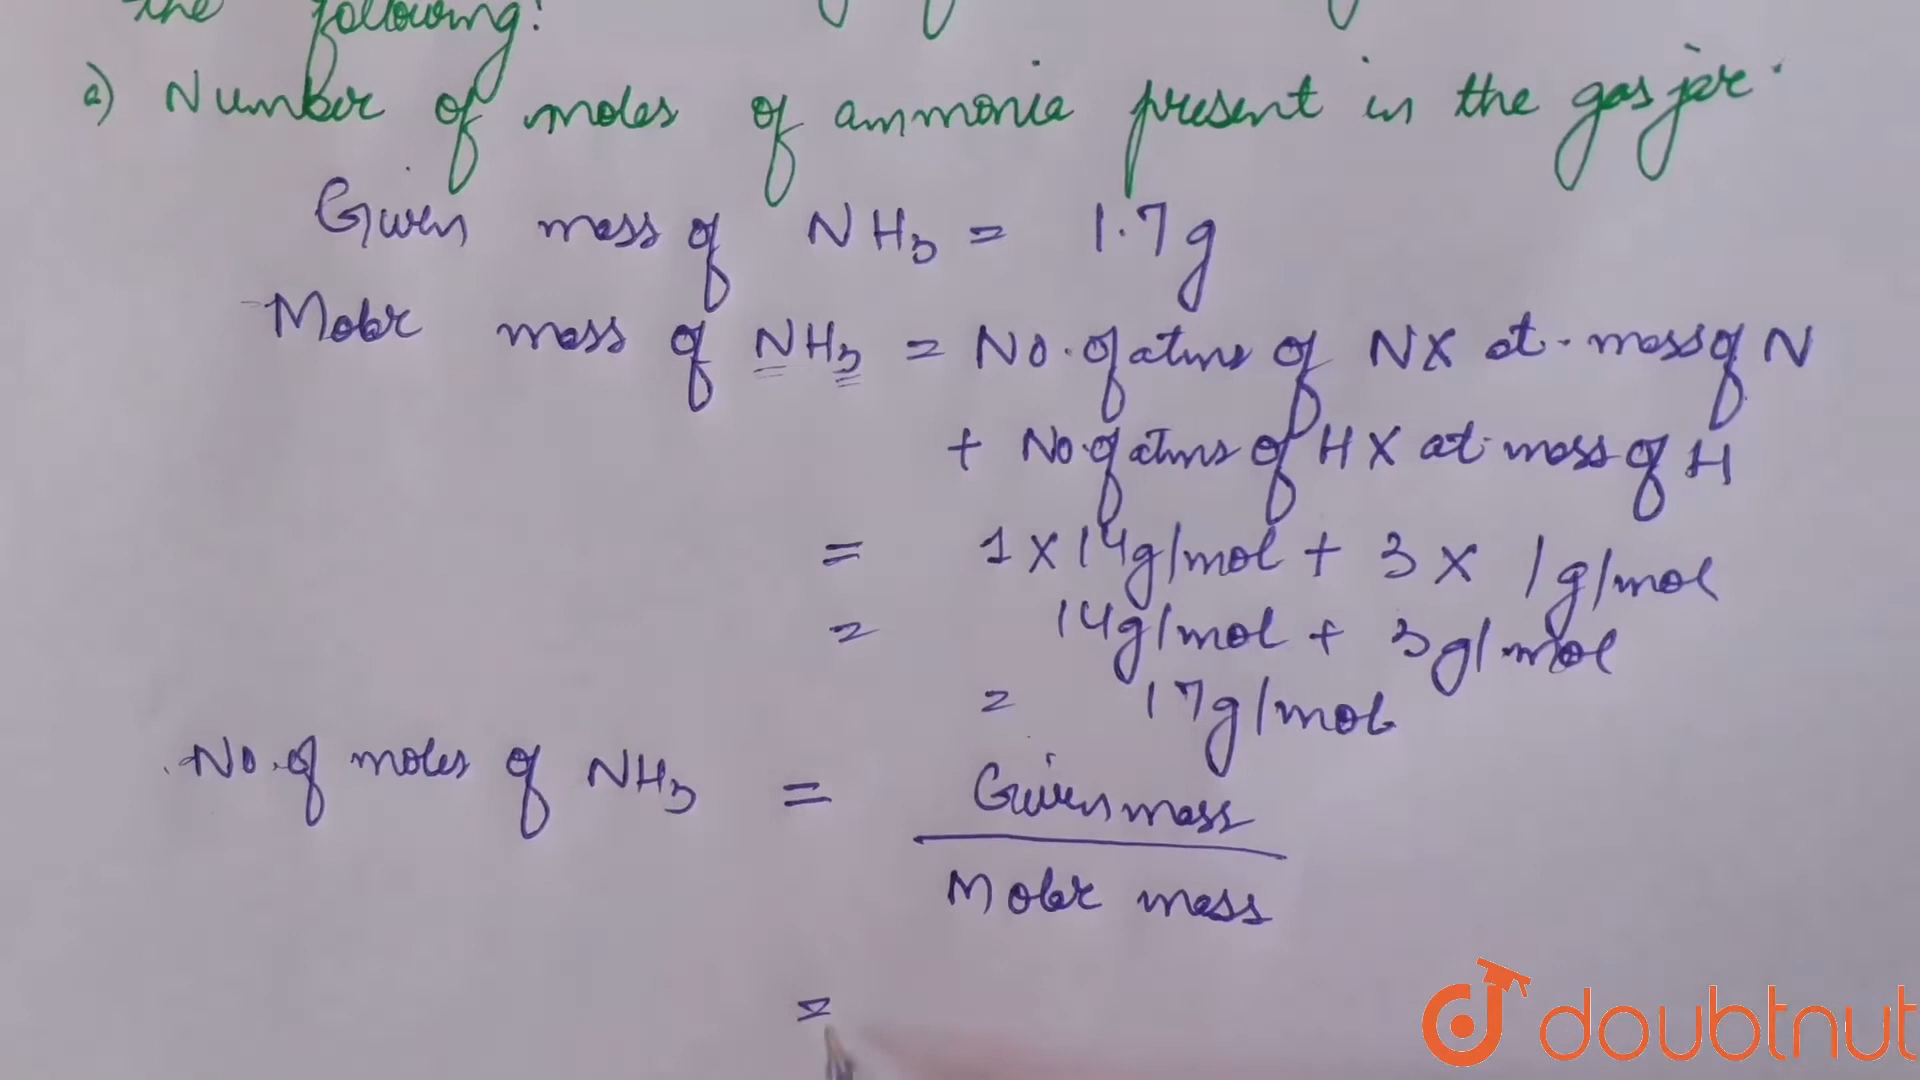 the following:
a) Number of moles of ammonia present in the gas jar.
Given mass of NH3 = 1.7g
Molar mass of NH3 = No. of atms of N X at. mass of N
+ No. of atms of H X at. mass of H
= 1 X 14g/mol + 3 X 1g/mol
= 14g/mol + 3g/mol
= 17g/mol
No. of moles of NH3 = Given mass
Molar mass
=
doubtnut